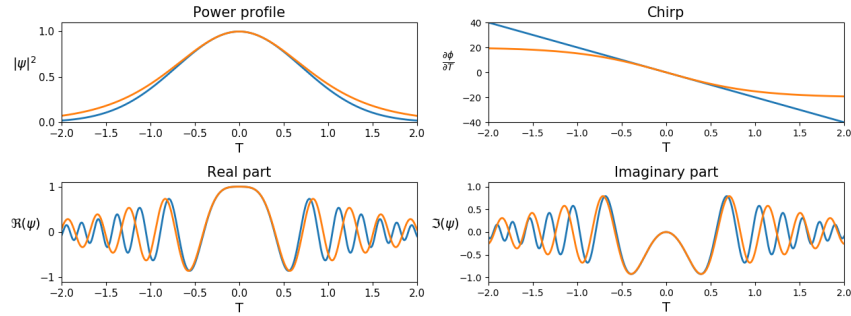 Power profile
|ψ|²
1.0
0.5
0.0
−2.0 −1.5 −1.0 −0.5 0.0 0.5 1.0 1.5 2.0
T
Chirp
∂ϕ/∂T
40
20
0
−20
−40
−2.0 −1.5 −1.0 −0.5 0.0 0.5 1.0 1.5 2.0
T
Real part
ℜ(ψ)
1
0
−1
−2.0 −1.5 −1.0 −0.5 0.0 0.5 1.0 1.5 2.0
T
Imaginary part
ℑ(ψ)
1.0
0.5
0.0
−0.5
−1.0
−2.0 −1.5 −1.0 −0.5 0.0 0.5 1.0 1.5 2.0
T